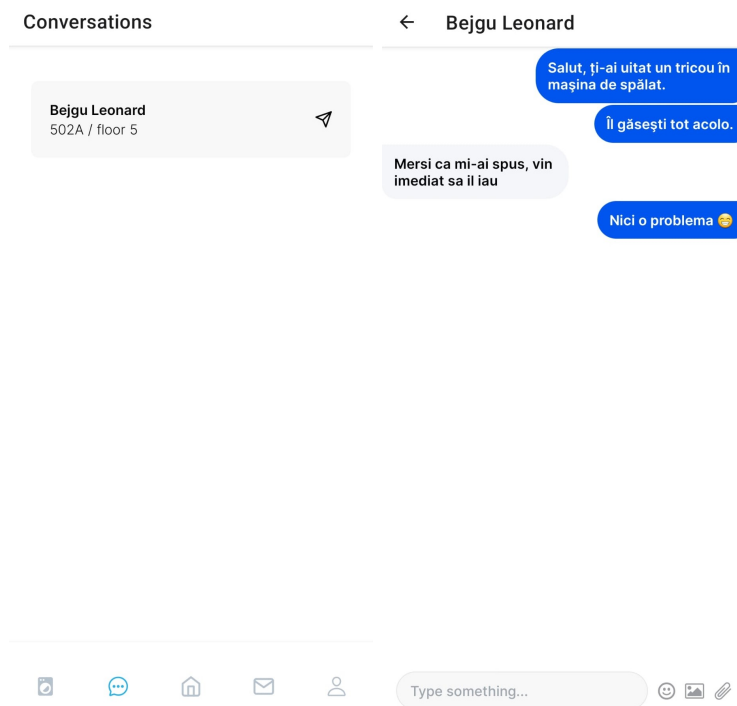 Conversations
Bejgu Leonard
502A / floor 5
Bejgu Leonard
Salut, ți-ai uitat un tricou în
mașina de spălat.
Îl găsești tot acolo.
Mersi ca mi-ai spus, vin
imediat sa il iau
Nici o problema 😁
Type something...